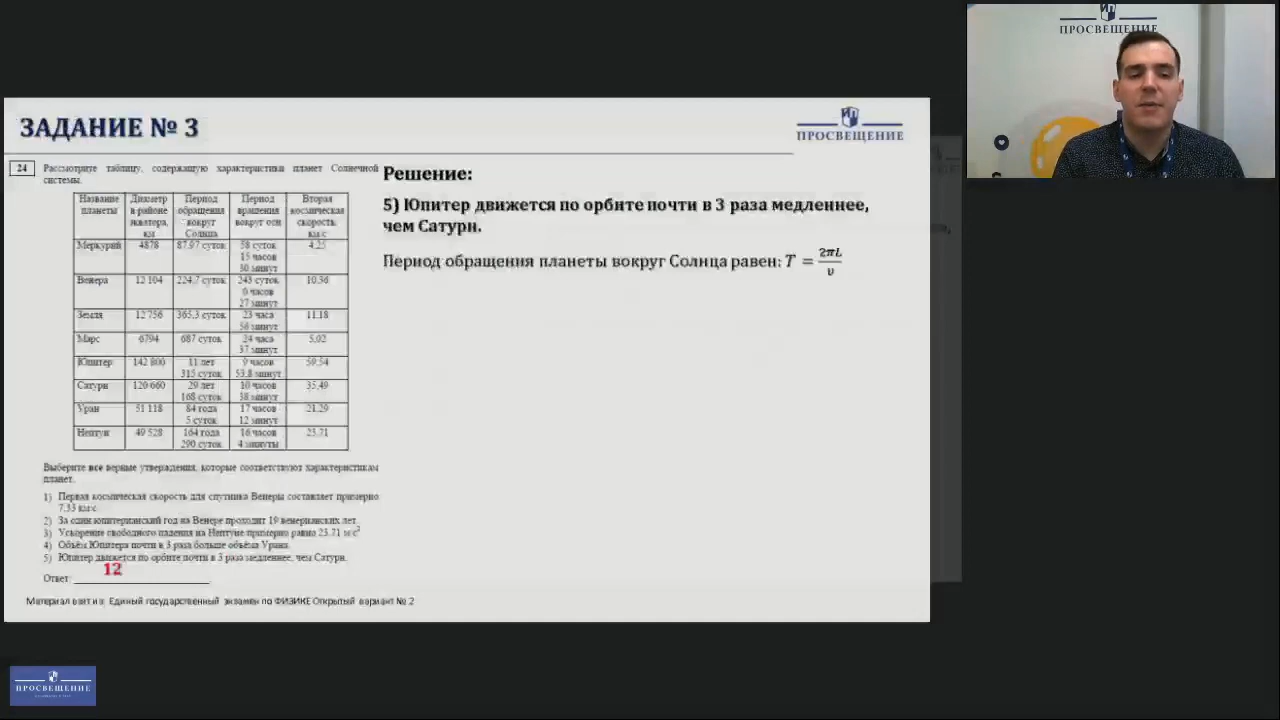 ПРОСВЕЩЕНИЕ
ЗАДАНИЕ № 3
ПРОСВЕЩЕНИЕ
24 Рассмотрите таблицу, содержащую характеристики планет Солнечной
системы.
Название планеты Диаметр в районе экватора, км Период обращения вокруг Солнца Период вращения вокруг оси Вторая космическая скорость, км/с
Меркурий 4878 87.97 суток 58 суток 15 часов 30 минут 4.25
Венера 12 104 224.7 суток 243 суток 0 часов 27 минут 10.36
Земля 12 756 365.3 суток 23 часа 56 минут 11.18
Марс 6794 687 суток 24 часа 37 минут 5.02
Юпитер 142 800 11 лет 315 суток 9 часов 53.8 минут 59.54
Сатурн 120 660 29 лет 168 суток 10 часов 38 минут 35.49
Уран 51 118 84 года 5 суток 17 часов 12 минут 21.29
Нептун 49 528 164 года 290 суток 16 часов 4 минуты 23.71
Выберите все верные утверждения, которые соответствуют характеристикам
планет.
1) Первая космическая скорость для спутника Венеры составляет примерно
7.33 км/с
2) За один юпитерианский год на Венере проходит 19 венерианских лет
3) Ускорение свободного падения на Нептуне примерно равно 23.71 м/с²
4) Объём Юпитера почти в 3 раза больше объёма Урана.
5) Юпитер движется по орбите почти в 3 раза медленнее, чем Сатурн.
12
Ответ:
Решение:
5) Юпитер движется по орбите почти в 3 раза медленнее,
чем Сатурн.
Период обращения планеты вокруг Солнца равен: T = 2πL/υ
Материал взят из: Единый государственный экзамен по ФИЗИКЕ Открытый вариант № 2
ПРОСВЕЩЕНИЕ